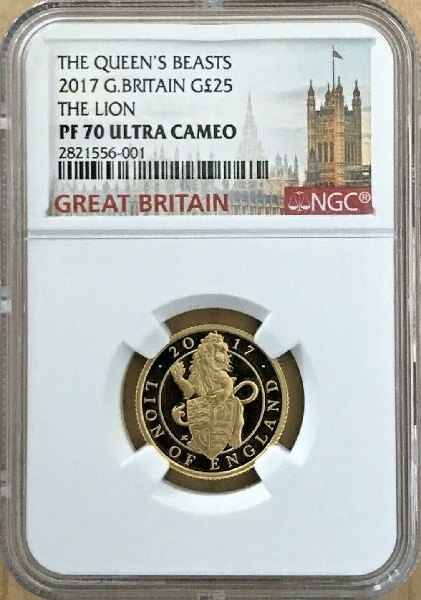 THE QUEEN'S BEASTS
2017 G.BRITAIN G£25
THE LION
PF 70 ULTRA CAMEO
2821556-001
GREAT BRITAIN
NGC®
· 2017 ·
LION OF ENGLAND